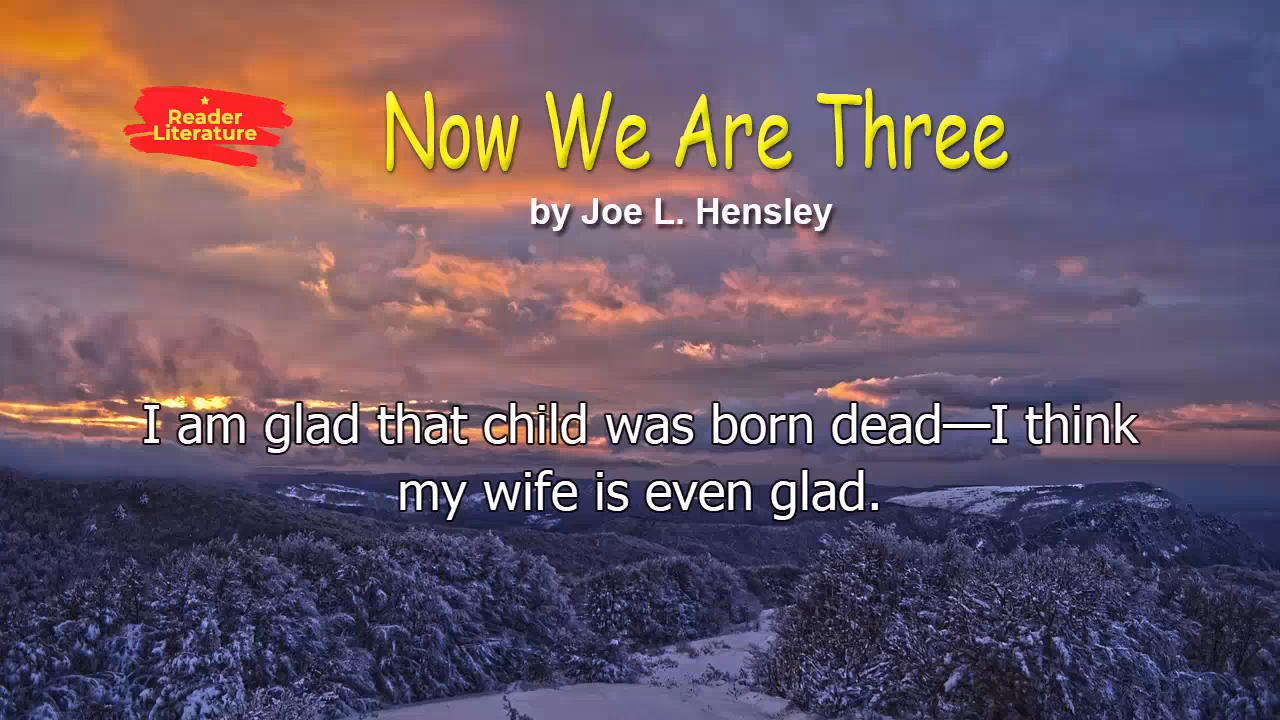 Reader
Literature
Now We Are Three
by Joe L. Hensley
I am glad that child was born dead—I think
my wife is even glad.